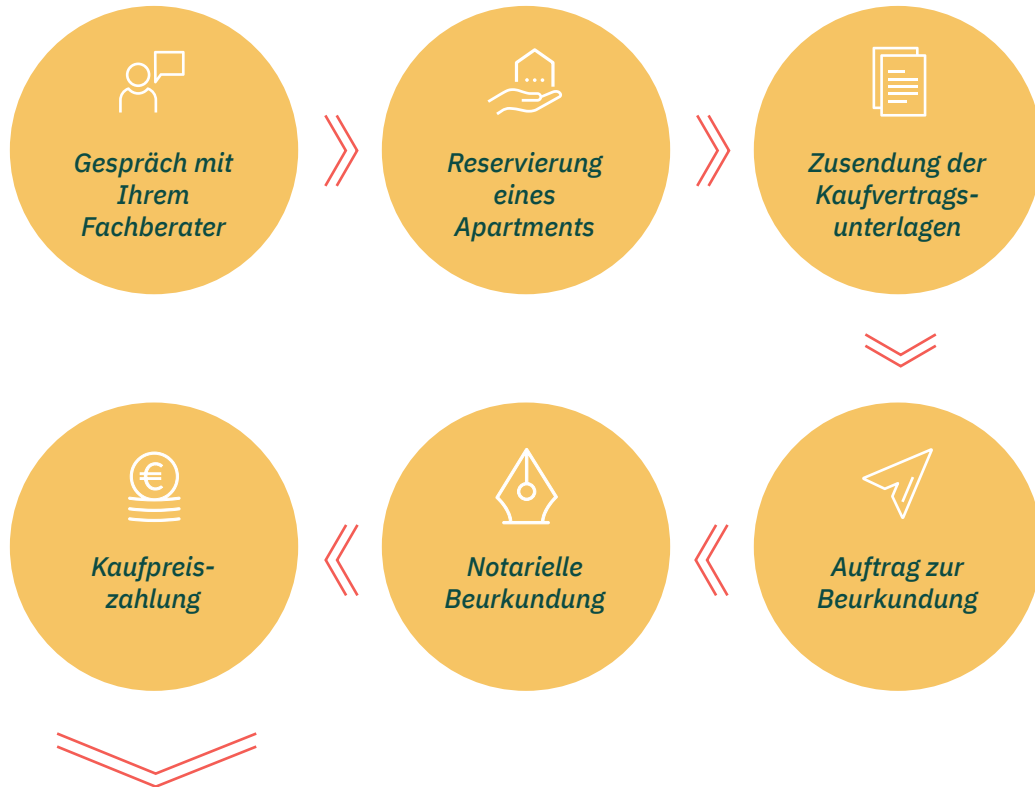 Gespräch mit
Ihrem
Fachberater
Reservierung
eines
Apartments
Zusendung der
Kaufvertrags-
unterlagen
Auftrag zur
Beurkundung
Notarielle
Beurkundung
Kaufpreis-
zahlung